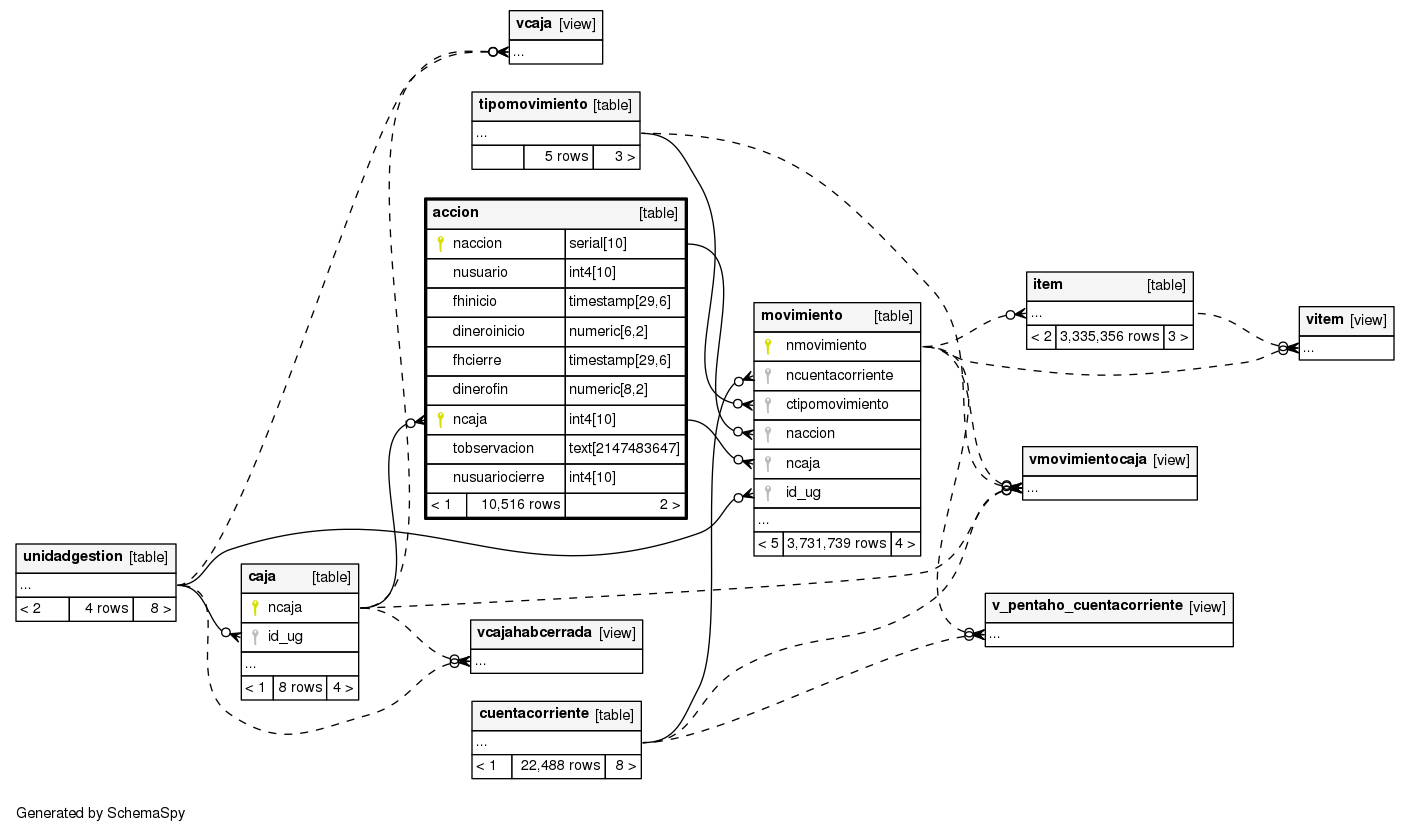 vcaja [view]
...
tipomovimiento [table]
...
5 rows 3 >
accion [table]
naccion serial[10]
nusuario int4[10]
fhinicio timestamp[29,6]
dineroinicio numeric[6,2]
fhcierre timestamp[29,6]
dinerofin numeric[8,2]
ncaja int4[10]
tobservacion text[2147483647]
nusuariocierre int4[10]
< 1 10,516 rows 2 >
movimiento [table]
nmovimiento
ncuentacorriente
ctipomovimiento
naccion
ncaja
id_ug
...
< 5 3,731,739 rows 4 >
item [table]
...
< 2 3,335,356 rows 3 >
vitem [view]
...
vmovimientocaja [view]
...
unidadgestion [table]
...
< 2 4 rows 8 >
caja [table]
ncaja
id_ug
...
< 1 8 rows 4 >
vcajahabcerrada [view]
...
v_pentaho_cuentacorriente [view]
...
cuentacorriente [table]
...
< 1 22,488 rows 8 >
Generated by SchemaSpy